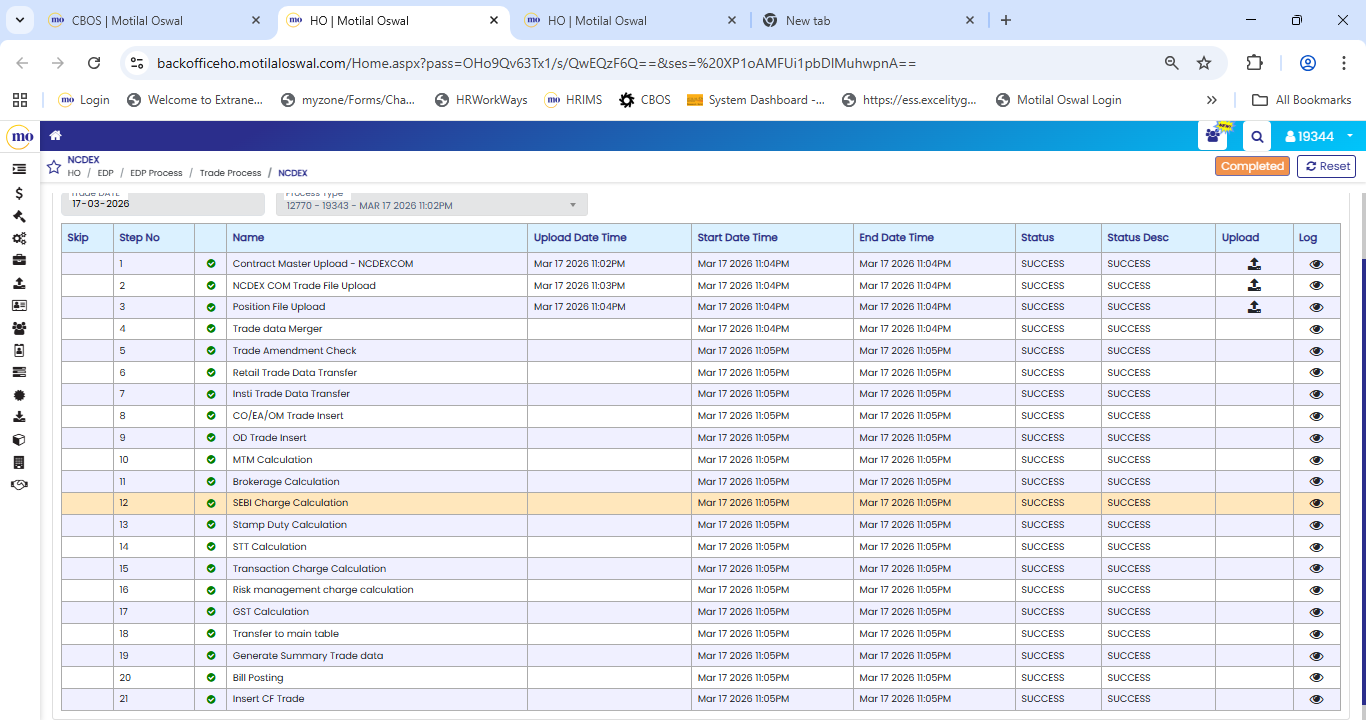 CBOS | Motilal Oswal
HO | Motilal Oswal
HO | Motilal Oswal
New tab
backofficeho.motilaloswal.com/Home.aspx?pass=OHo9Qv63Tx1/s/QwEQzF6Q==&ses=%20XP1oAMFUi1pbDlMuhwpnA==
Login
Welcome to Extrane...
myzone/Forms/Cha...
HRWorkWays
HRIMS
CBOS
System Dashboard -...
https://ess.excelityg...
Motilal Oswal Login
All Bookmarks
mo
NEW
19344
NCDEX
HO / EDP / EDP Process / Trade Process / NCDEX
Completed
Reset
Trade DATE
17-03-2026
Process Type
12770 - 19343 - MAR 17 2026 11:02PM
Skip Step No Name Upload Date Time Start Date Time End Date Time Status Status Desc Upload Log
1 Contract Master Upload - NCDEXCOM Mar 17 2026 11:02PM Mar 17 2026 11:04PM Mar 17 2026 11:04PM SUCCESS SUCCESS
2 NCDEX COM Trade File Upload Mar 17 2026 11:03PM Mar 17 2026 11:04PM Mar 17 2026 11:04PM SUCCESS SUCCESS
3 Position File Upload Mar 17 2026 11:04PM Mar 17 2026 11:04PM Mar 17 2026 11:04PM SUCCESS SUCCESS
4 Trade data Merger Mar 17 2026 11:04PM Mar 17 2026 11:04PM SUCCESS SUCCESS
5 Trade Amendment Check Mar 17 2026 11:05PM Mar 17 2026 11:05PM SUCCESS SUCCESS
6 Retail Trade Data Transfer Mar 17 2026 11:05PM Mar 17 2026 11:05PM SUCCESS SUCCESS
7 Insti Trade Data Transfer Mar 17 2026 11:05PM Mar 17 2026 11:05PM SUCCESS SUCCESS
8 CO/EA/OM Trade Insert Mar 17 2026 11:05PM Mar 17 2026 11:05PM SUCCESS SUCCESS
9 OD Trade Insert Mar 17 2026 11:05PM Mar 17 2026 11:05PM SUCCESS SUCCESS
10 MTM Calculation Mar 17 2026 11:05PM Mar 17 2026 11:05PM SUCCESS SUCCESS
11 Brokerage Calculation Mar 17 2026 11:05PM Mar 17 2026 11:05PM SUCCESS SUCCESS
12 SEBI Charge Calculation Mar 17 2026 11:05PM Mar 17 2026 11:05PM SUCCESS SUCCESS
13 Stamp Duty Calculation Mar 17 2026 11:05PM Mar 17 2026 11:05PM SUCCESS SUCCESS
14 STT Calculation Mar 17 2026 11:05PM Mar 17 2026 11:05PM SUCCESS SUCCESS
15 Transaction Charge Calculation Mar 17 2026 11:05PM Mar 17 2026 11:05PM SUCCESS SUCCESS
16 Risk management charge calculation Mar 17 2026 11:05PM Mar 17 2026 11:05PM SUCCESS SUCCESS
17 GST Calculation Mar 17 2026 11:05PM Mar 17 2026 11:05PM SUCCESS SUCCESS
18 Transfer to main table Mar 17 2026 11:05PM Mar 17 2026 11:05PM SUCCESS SUCCESS
19 Generate Summary Trade data Mar 17 2026 11:05PM Mar 17 2026 11:05PM SUCCESS SUCCESS
20 Bill Posting Mar 17 2026 11:05PM Mar 17 2026 11:05PM SUCCESS SUCCESS
21 Insert CF Trade Mar 17 2026 11:05PM Mar 17 2026 11:05PM SUCCESS SUCCESS